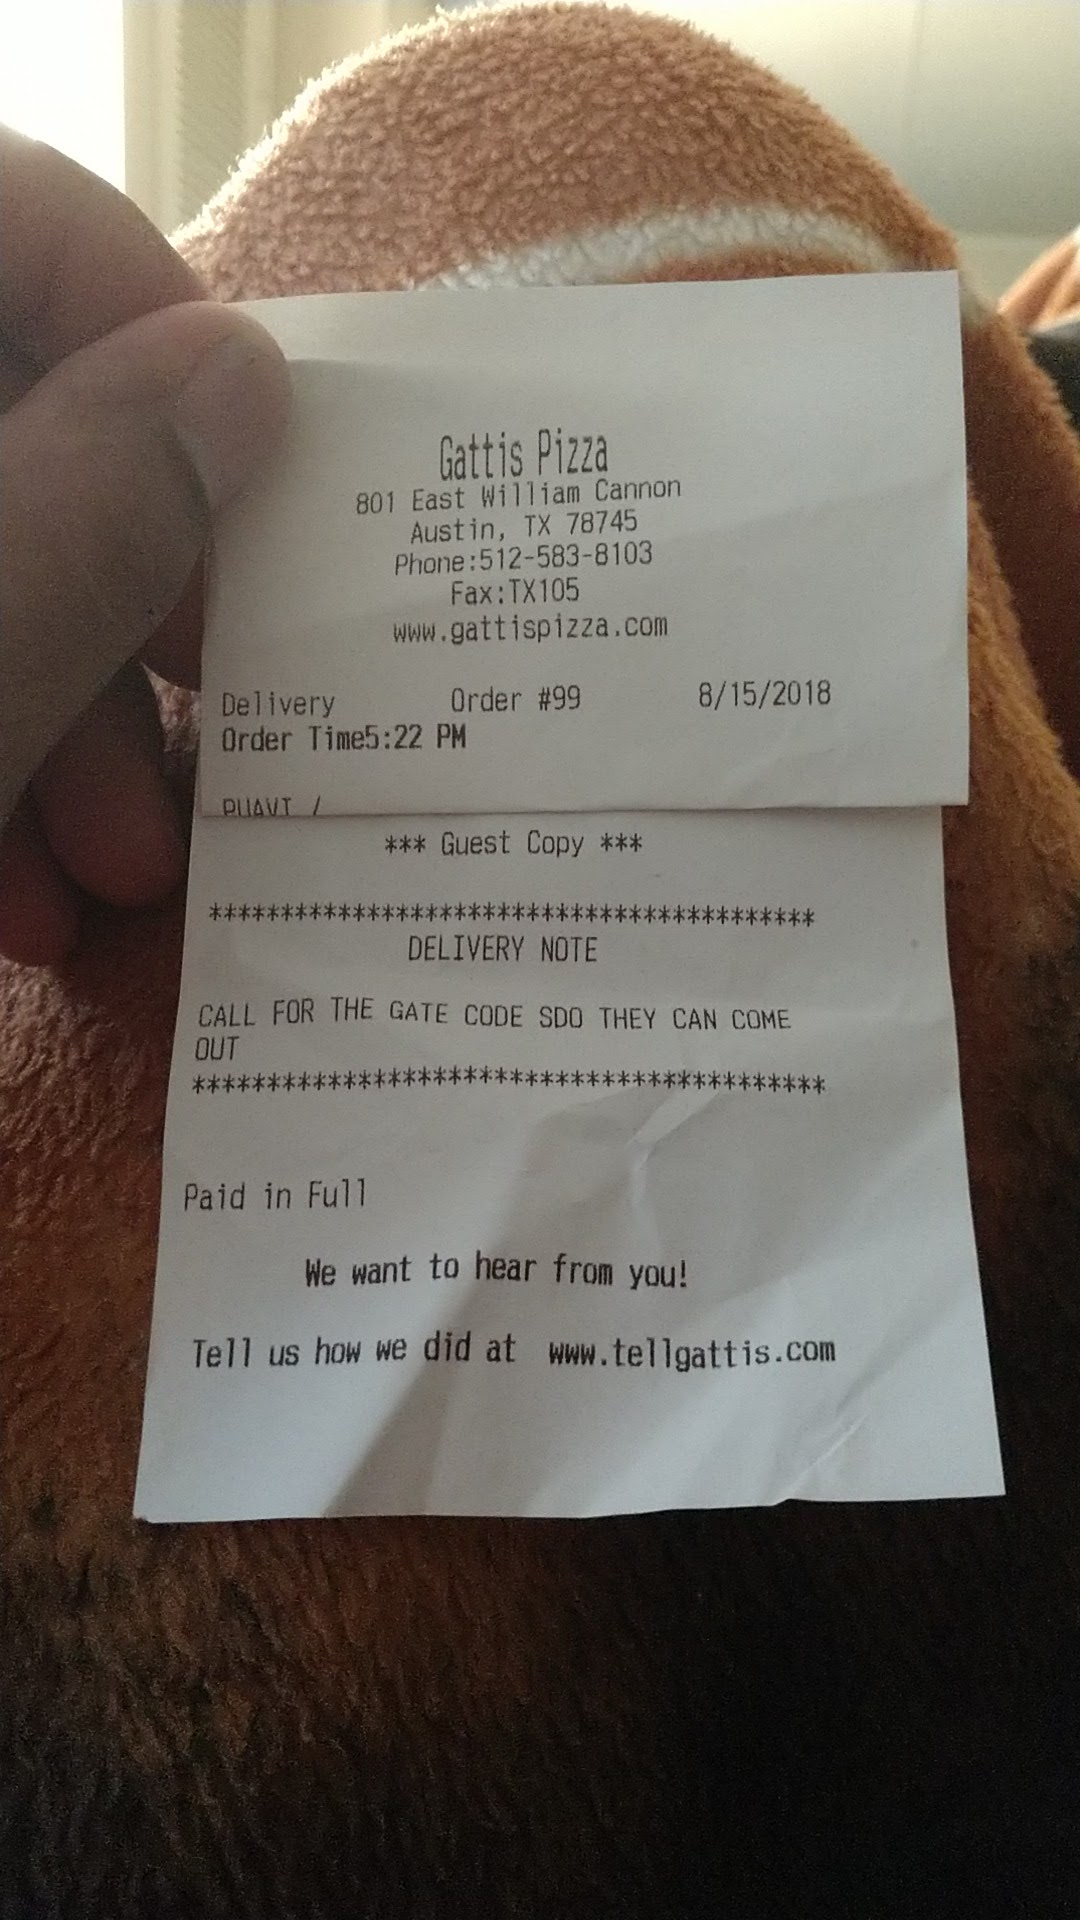 Gattis Pizza
801 East William Cannon
Austin, TX 78745
Phone:512-583-8103
Fax:TX105
www.gattispizza.com
Delivery Order #99 8/15/2018
Order Time5:22 PM
*** Guest Copy ***
******************************************
DELIVERY NOTE
CALL FOR THE GATE CODE SDO THEY CAN COME
OUT
******************************************
Paid in Full
We want to hear from you!
Tell us how we did at www.tellgattis.com